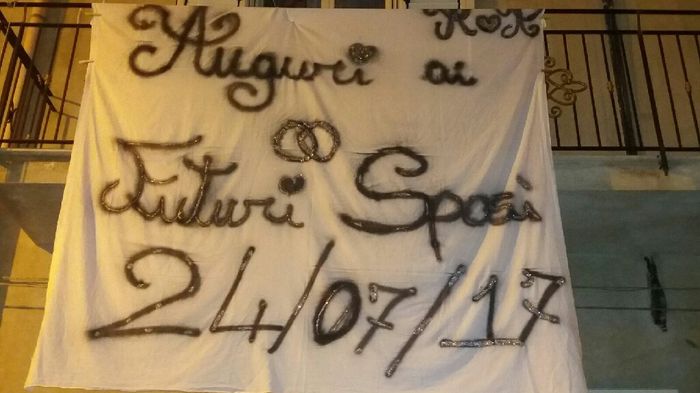 K♥K
Auguri ai
Futuri Sposi
24/07/17